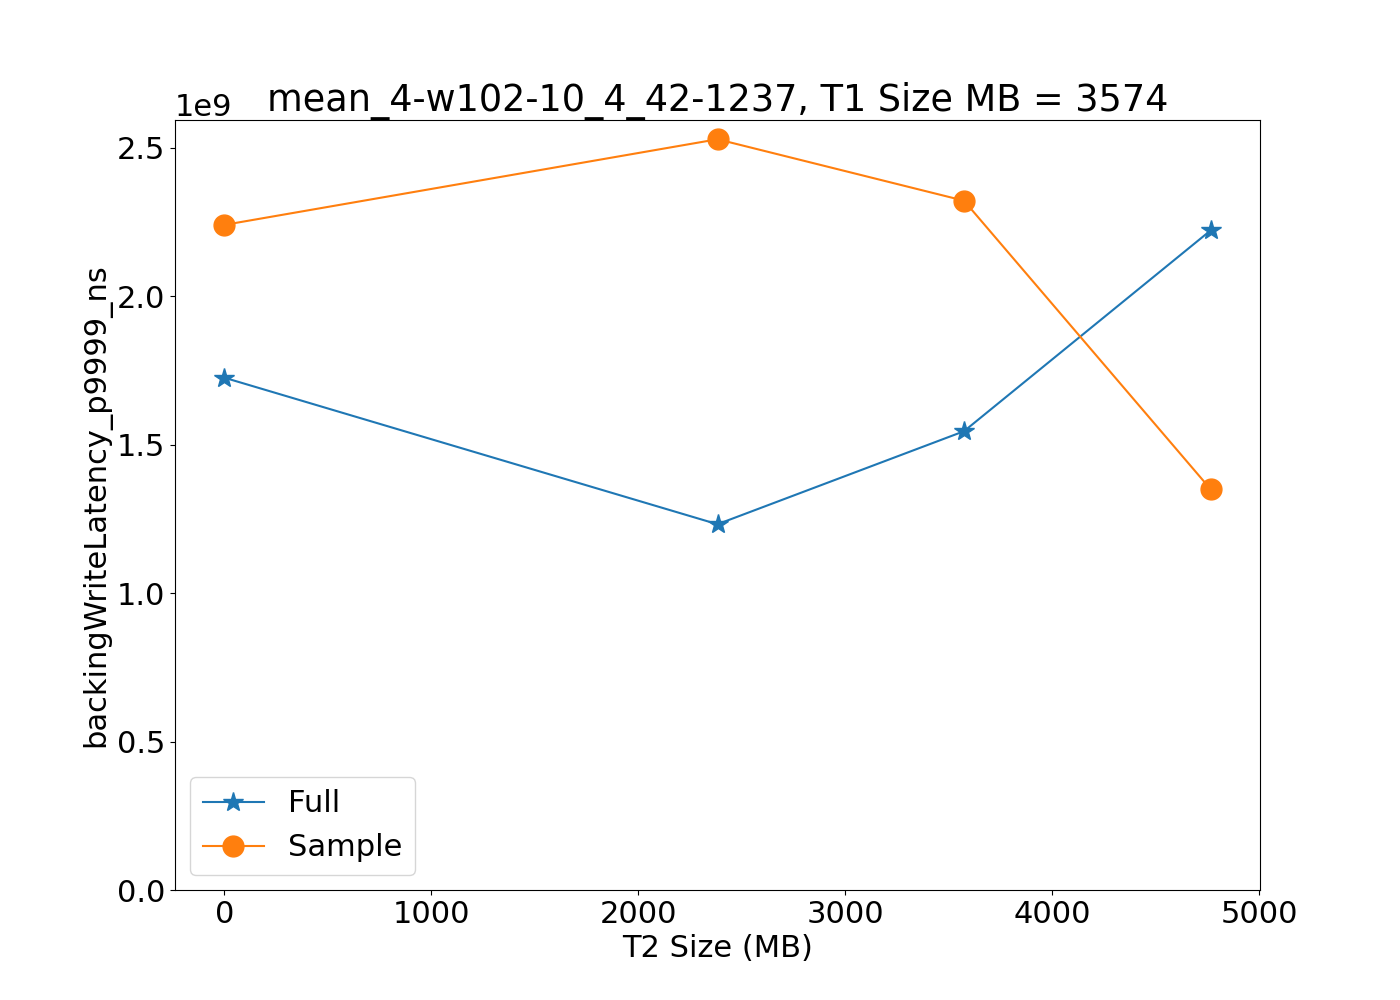 mean_4-w102-10_4_42-1237, T1 Size MB = 3574
1e9
2.5
2.0
1.5
1.0
0.5
0.0
backingWriteLatency_p9999_ns
Full
Sample
0 1000 2000 3000 4000 5000
T2 Size (MB)